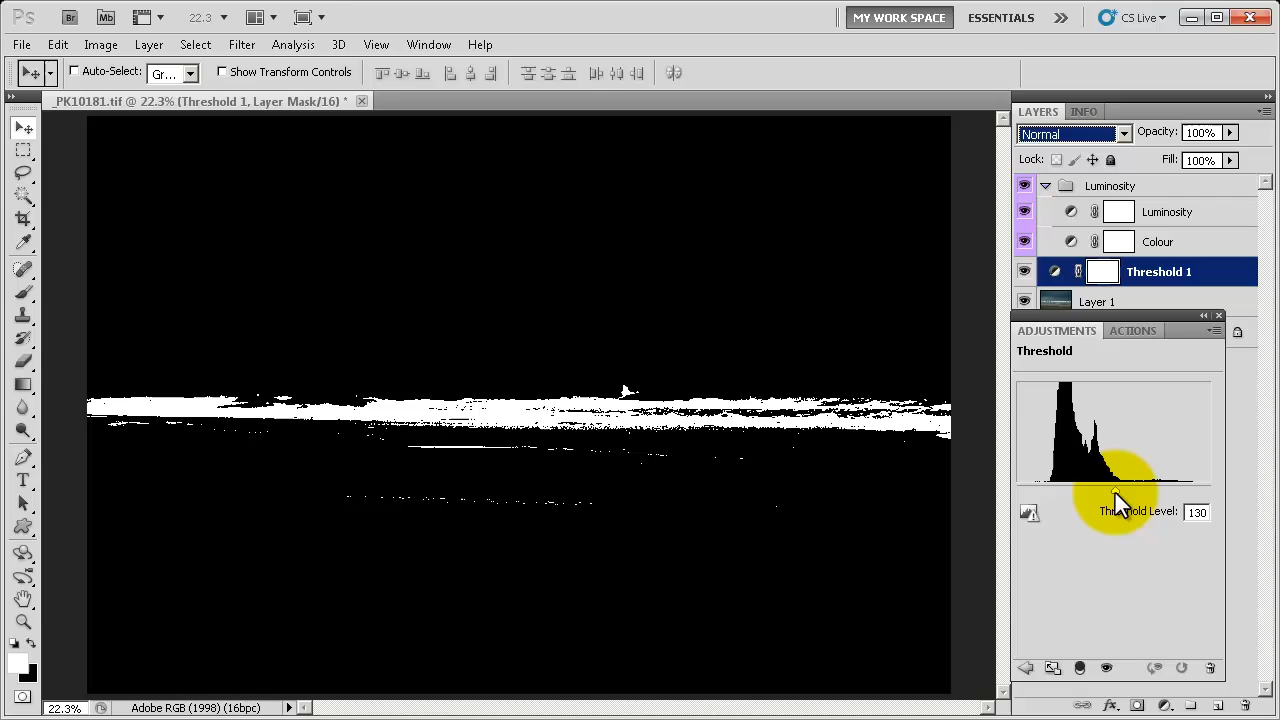 Ps Br Mb 22.3 MY WORK SPACE ESSENTIALS CS Live
File Edit Image Layer Select Filter Analysis 3D View Window Help
Auto-Select: Gr... Show Transform Controls
_PK10181.tif @ 22.3% (Threshold 1, Layer Mask/16) *
LAYERS INFO
Normal Opacity: 100%
Lock: Fill: 100%
Luminosity
Luminosity
Colour
Threshold 1
Layer 1
ADJUSTMENTS ACTIONS
Threshold
Threshold Level: 130
T
fx
22.3% Adobe RGB (1998) (16bpc)